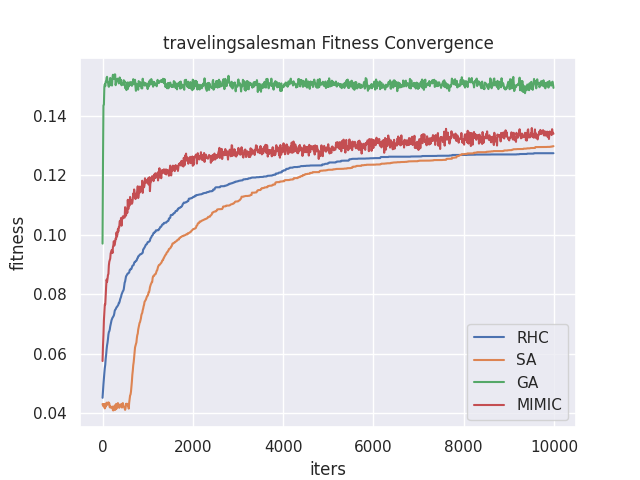 travelingsalesman Fitness Convergence
fitness
0.14
0.12
0.10
0.08
0.06
0.04
0
2000
4000
6000
8000
10000
iters
RHC
SA
GA
MIMIC